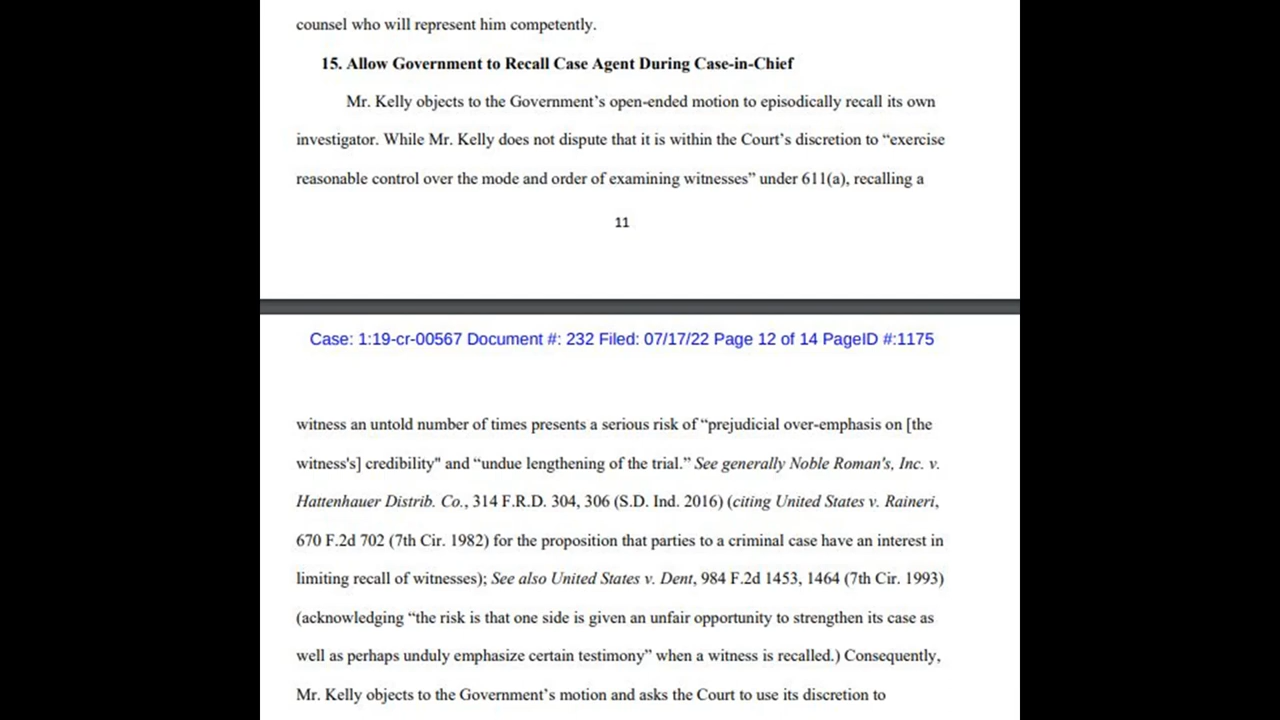 counsel who will represent him competently.
15. Allow Government to Recall Case Agent During Case-in-Chief
Mr. Kelly objects to the Government’s open-ended motion to episodically recall its own
investigator. While Mr. Kelly does not dispute that it is within the Court’s discretion to “exercise
reasonable control over the mode and order of examining witnesses” under 611(a), recalling a
11
Case: 1:19-cr-00567 Document #: 232 Filed: 07/17/22 Page 12 of 14 PageID #:1175
witness an untold number of times presents a serious risk of “prejudicial over-emphasis on [the
witness's] credibility" and “undue lengthening of the trial.” See generally Noble Roman's, Inc. v.
Hattenhauer Distrib. Co., 314 F.R.D. 304, 306 (S.D. Ind. 2016) (citing United States v. Raineri,
670 F.2d 702 (7th Cir. 1982) for the proposition that parties to a criminal case have an interest in
limiting recall of witnesses); See also United States v. Dent, 984 F.2d 1453, 1464 (7th Cir. 1993)
(acknowledging “the risk is that one side is given an unfair opportunity to strengthen its case as
well as perhaps unduly emphasize certain testimony” when a witness is recalled.) Consequently,
Mr. Kelly objects to the Government’s motion and asks the Court to use its discretion to